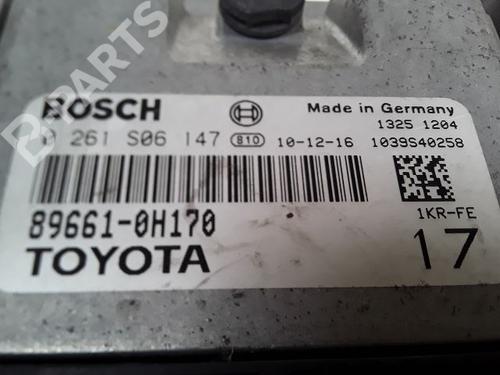 B-PARTS
BOSCH
Made in Germany
0 261 S06 147 810 10-12-16
1325 1204
1039S40258
89661-0H170
1KR-FE
TOYOTA
17